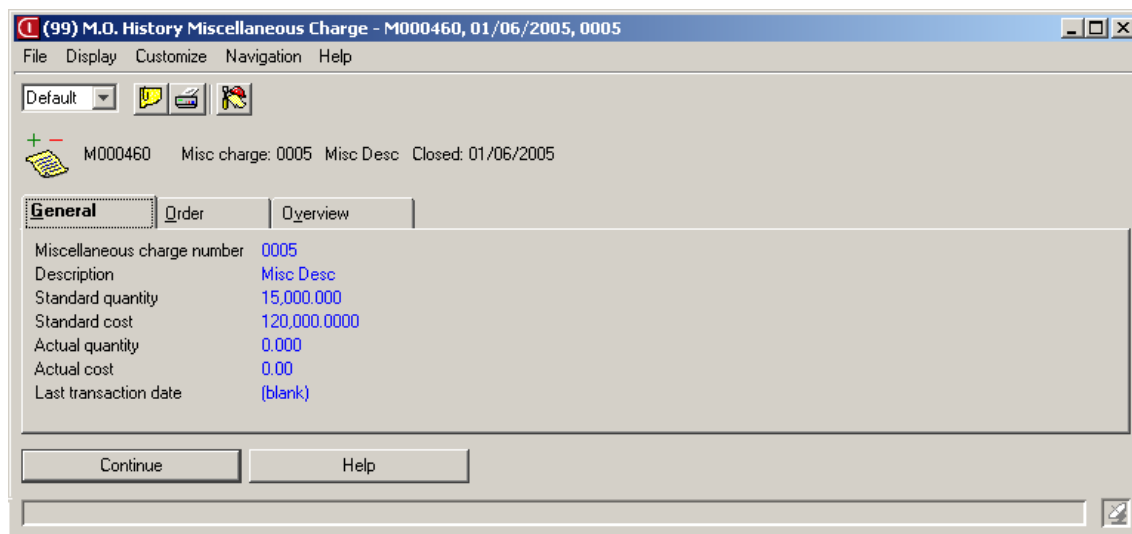 (99) M.O. History Miscellaneous Charge - M000460, 01/06/2005, 0005
File Display Customize Navigation Help
Default
M000460 Misc charge: 0005 Misc Desc Closed: 01/06/2005
General Order Overview
Miscellaneous charge number 0005
Description Misc Desc
Standard quantity 15,000.000
Standard cost 120,000.0000
Actual quantity 0.000
Actual cost 0.00
Last transaction date (blank)
Continue Help